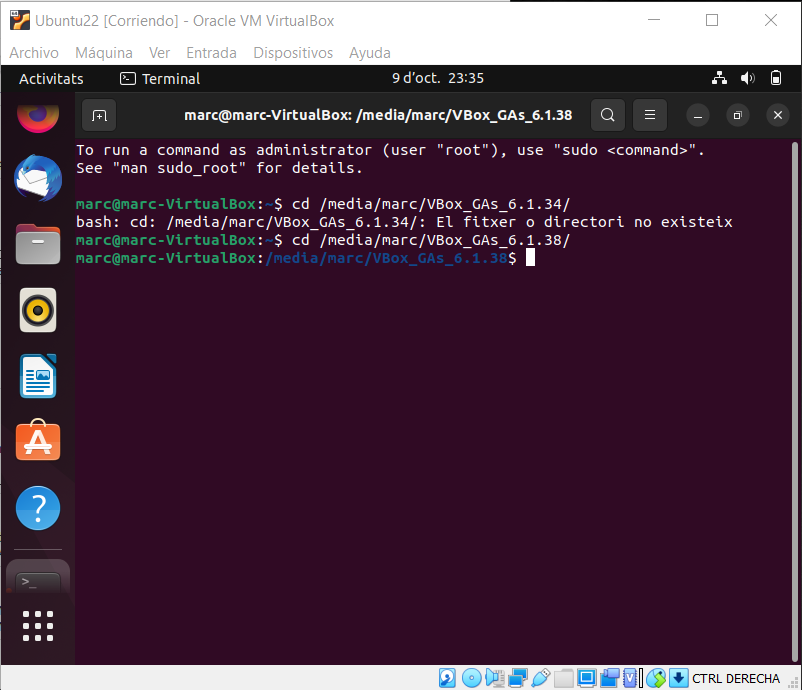 Ubuntu22 [Corriendo] - Oracle VM VirtualBox
Archivo Máquina Ver Entrada Dispositivos Ayuda
Activitats Terminal 9 d'oct. 23:35
marc@marc-VirtualBox: /media/marc/VBox_GAs_6.1.38
To run a command as administrator (user "root"), use "sudo <command>".
See "man sudo_root" for details.
marc@marc-VirtualBox:~$ cd /media/marc/VBox_GAs_6.1.34/
bash: cd: /media/marc/VBox_GAs_6.1.34/: El fitxer o directori no existeix
marc@marc-VirtualBox:~$ cd /media/marc/VBox_GAs_6.1.38/
marc@marc-VirtualBox:/media/marc/VBox_GAs_6.1.38$
CTRL DERECHA